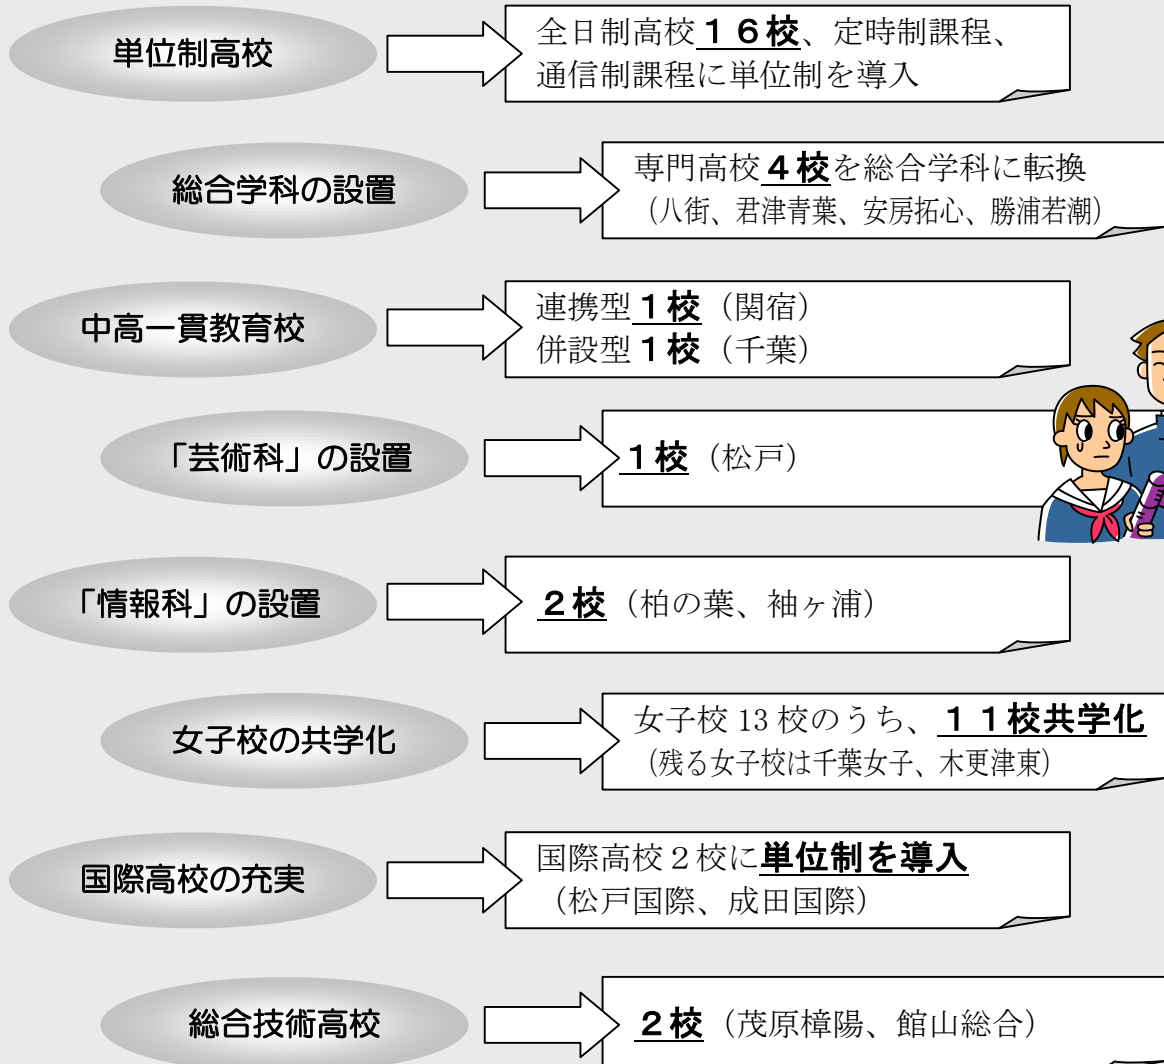 単位制高校
全日制高校１６校、定時制課程、
通信制課程に単位制を導入
総合学科の設置
専門高校４校を総合学科に転換
（八街、君津青葉、安房拓心、勝浦若潮）
中高一貫教育校
連携型１校（関宿）
併設型１校（千葉）
「芸術科」の設置
１校（松戸）
「情報科」の設置
２校（柏の葉、袖ヶ浦）
女子校の共学化
女子校 13 校のうち、１１校共学化
（残る女子校は千葉女子、木更津東）
国際高校の充実
国際高校２校に単位制を導入
（松戸国際、成田国際）
総合技術高校
２校（茂原樟陽、館山総合）